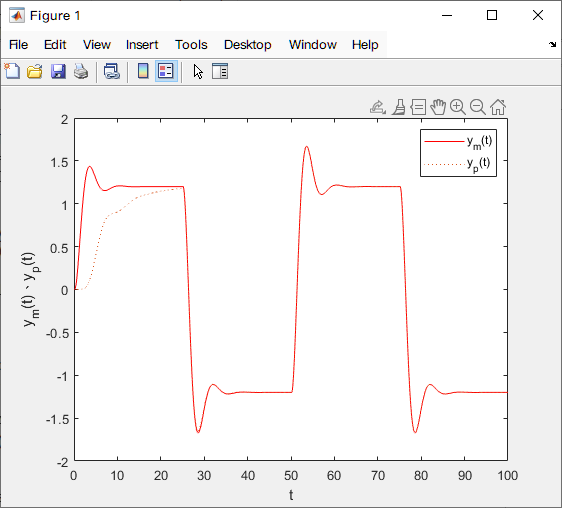 Figure 1
File Edit View Insert Tools Desktop Window Help
y_m(t)
y_p(t)
2
1.5
1
0.5
0
-0.5
-1
-1.5
-2
y_m(t)、y_p(t)
0 10 20 30 40 50 60 70 80 90 100
t